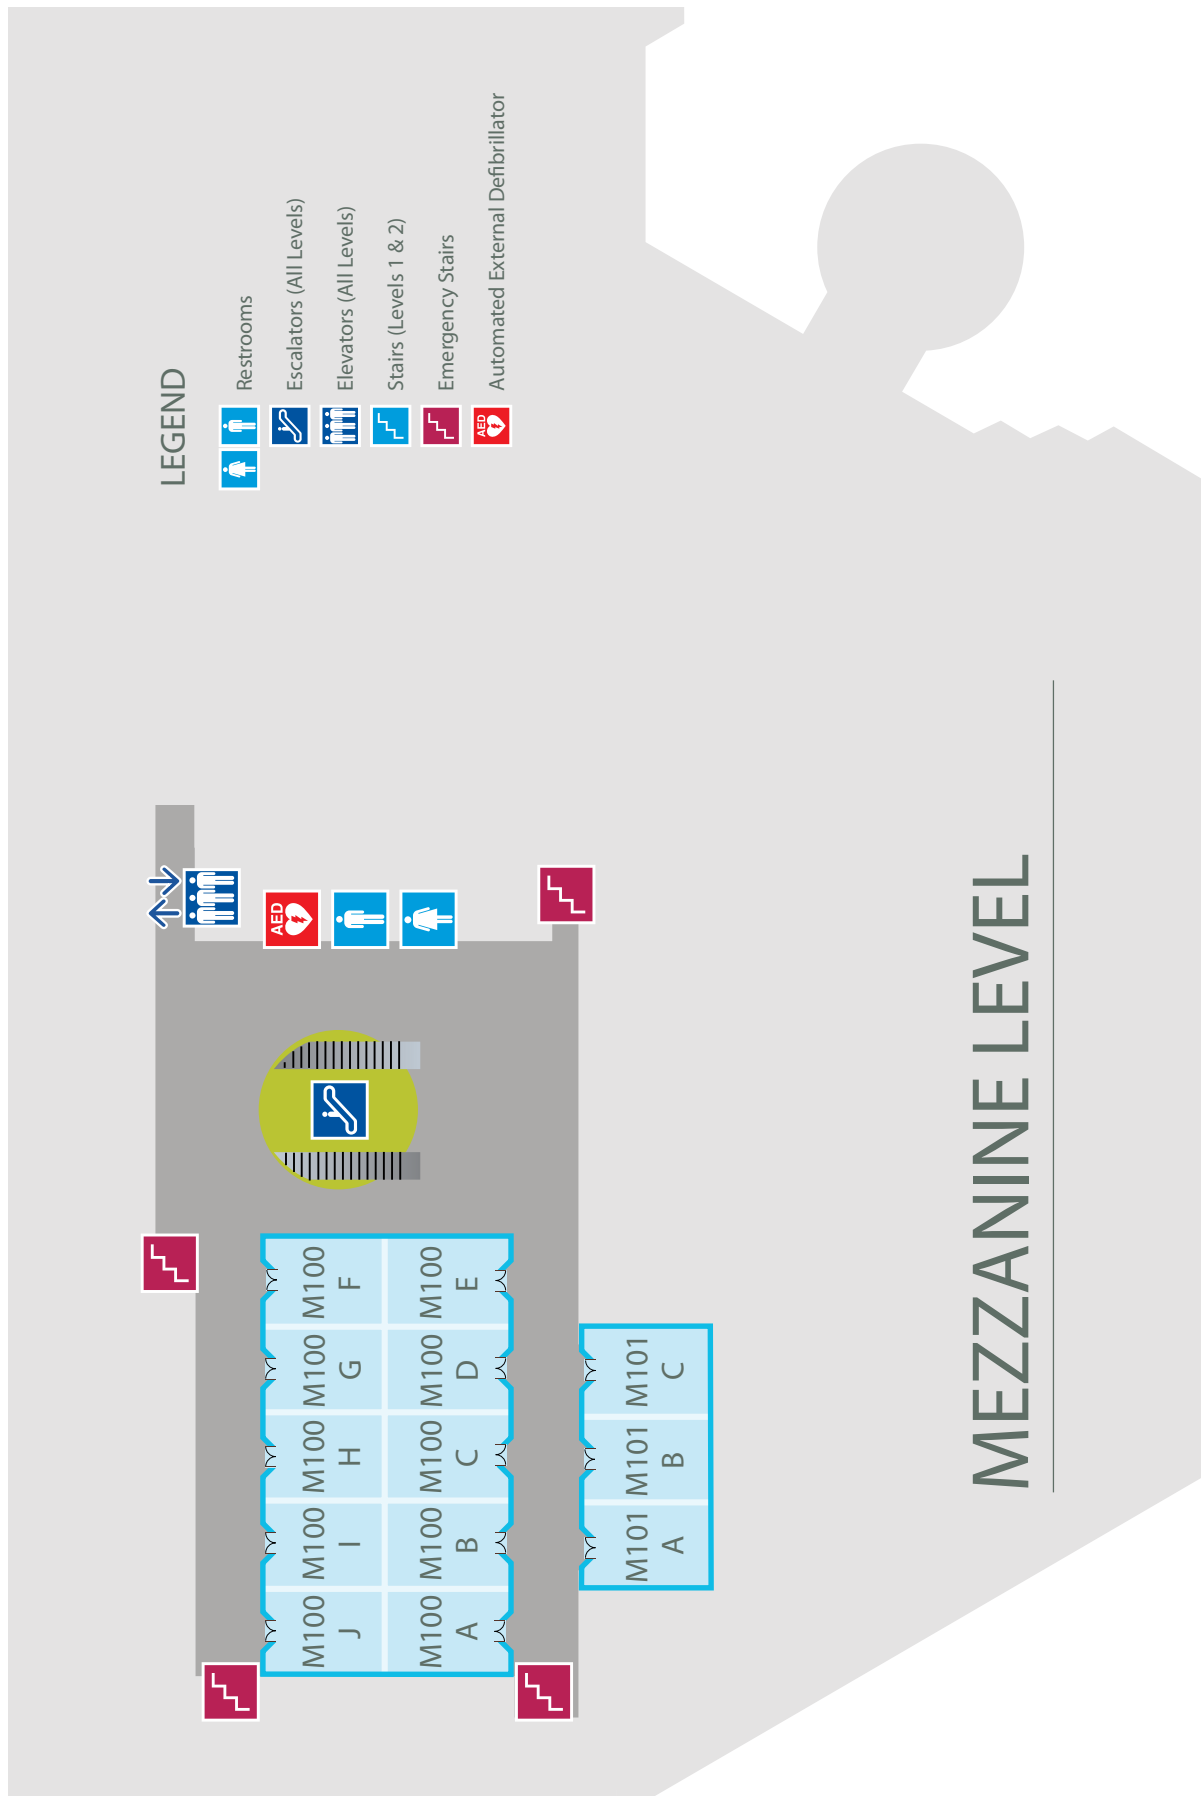 LEGEND
Restrooms
Escalators (All Levels)
Elevators (All Levels)
Stairs (Levels 1 & 2)
Emergency Stairs
AED
Automated External Defibrillator
AED
M100
J
M100
I
M100
H
M100
G
M100
F
M100
A
M100
B
M100
C
M100
D
M100
E
M101
A
M101
B
M101
C
MEZZANINE LEVEL